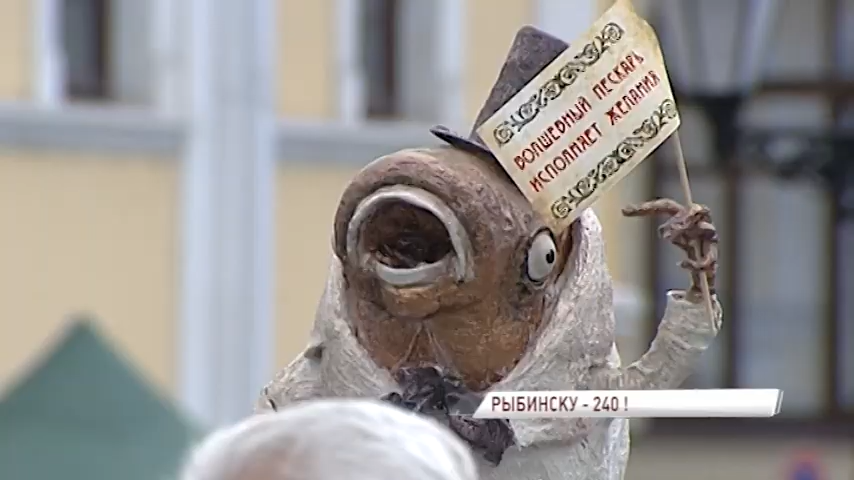 ВОЛШЕБНЫЙ ПЕСКАРЬ
ИСПОЛНЯЕТ ЖЕЛАНИЯ
РЫБИНСКУ - 240 !